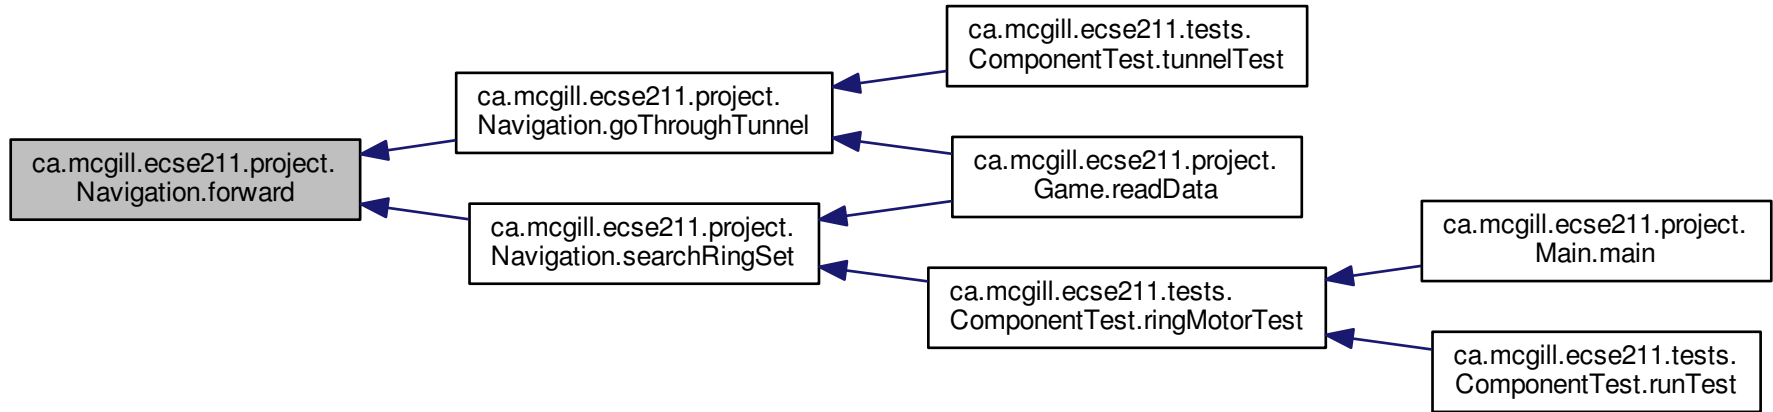 ca.mcgill.ecse211.project.
Navigation.forward
ca.mcgill.ecse211.project.
Navigation.goThroughTunnel
ca.mcgill.ecse211.project.
Navigation.searchRingSet
ca.mcgill.ecse211.tests.
ComponentTest.tunnelTest
ca.mcgill.ecse211.project.
Game.readData
ca.mcgill.ecse211.tests.
ComponentTest.ringMotorTest
ca.mcgill.ecse211.project.
Main.main
ca.mcgill.ecse211.tests.
ComponentTest.runTest